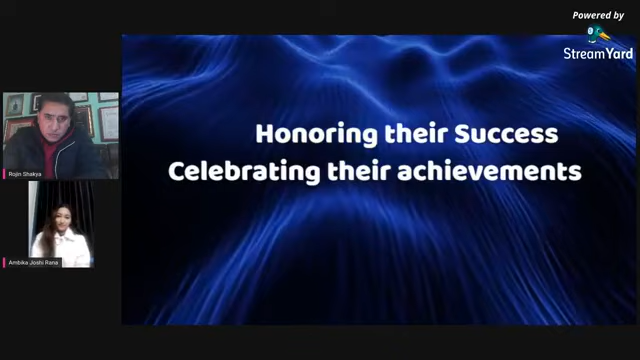 Powered by
StreamYard
Honoring their Success
Celebrating their achievements
Rojin Shakya
Ambika Joshi Rana